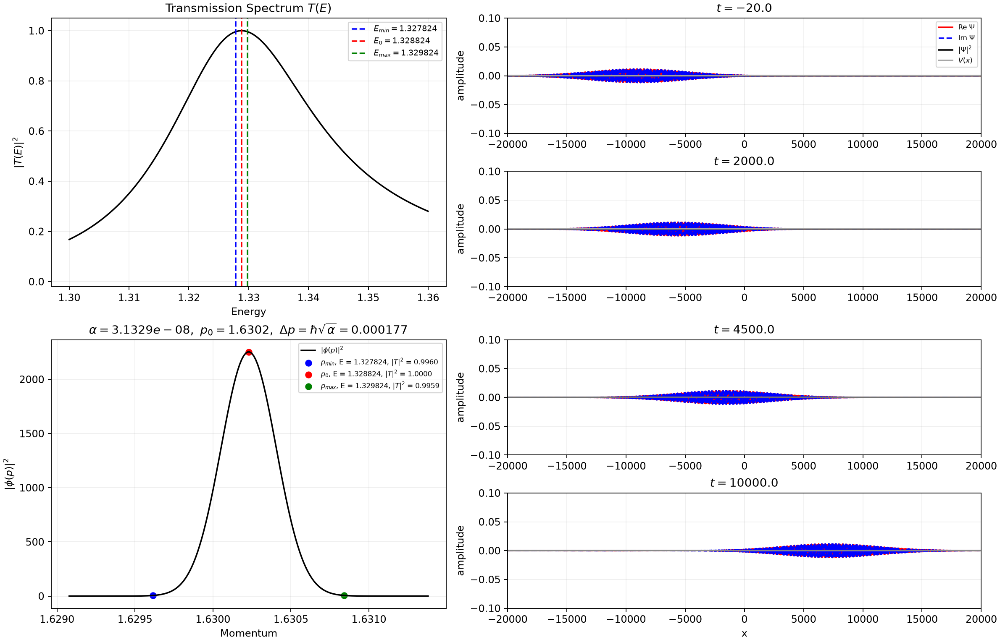 Transmission Spectrum T(E)
1.0
0.8
0.6
0.4
0.2
0.0
|T(E)|²
E_min = 1.327824
E_0 = 1.328824
E_max = 1.329824
1.30 1.31 1.32 1.33 1.34 1.35 1.36
Energy
t = −20.0
0.10
0.05
0.00
−0.05
−0.10
amplitude
Re Ψ
Im Ψ
|Ψ|²
V(x)
−20000 −15000 −10000 −5000 0 5000 10000 15000 20000
t = 2000.0
0.10
0.05
0.00
−0.05
−0.10
amplitude
−20000 −15000 −10000 −5000 0 5000 10000 15000 20000
α = 3.1329e − 08, p₀ = 1.6302, Δp = ħ√α = 0.000177
2000
1500
1000
500
0
|ϕ(p)|²
|ϕ(p)|²
p_min, E = 1.327824, |T|² = 0.9960
p_0, E = 1.328824, |T|² = 1.0000
p_max, E = 1.329824, |T|² = 0.9959
1.6290 1.6295 1.6300 1.6305 1.6310
Momentum
t = 4500.0
0.10
0.05
0.00
−0.05
−0.10
amplitude
−20000 −15000 −10000 −5000 0 5000 10000 15000 20000
t = 10000.0
0.10
0.05
0.00
−0.05
−0.10
amplitude
−20000 −15000 −10000 −5000 0 5000 10000 15000 20000
x